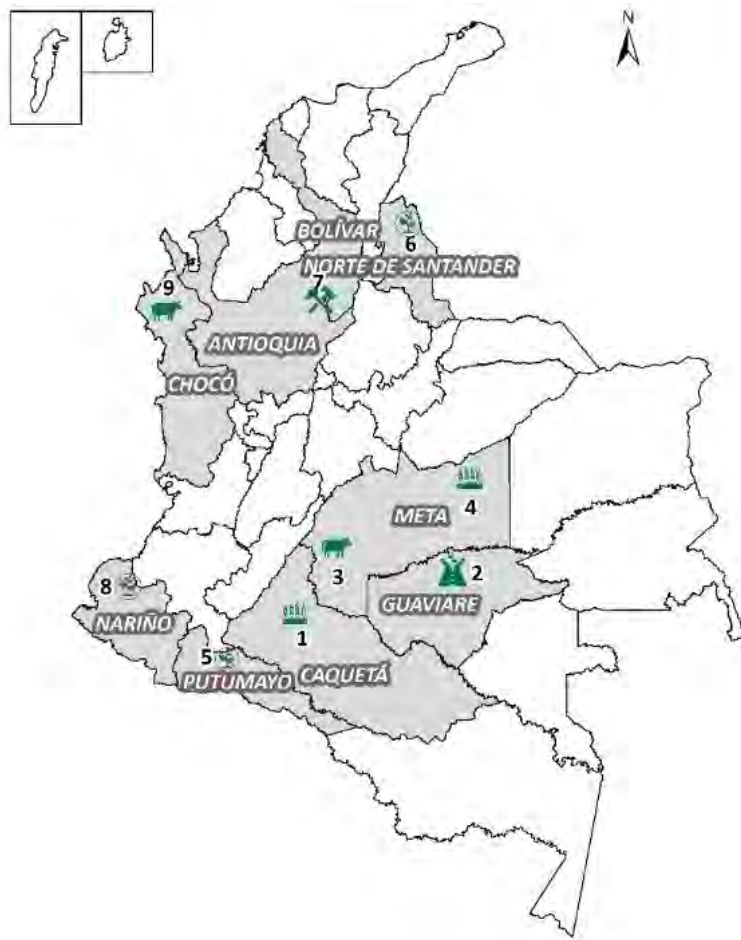 N
BOLÍVAR
6
NORTE DE SANTANDER
9
7
ANTIOQUIA
CHOCÓ
4
META
3
2
GUAVIARE
8
NARIÑO
1
5
PUTUMAYO
CAQUETÁ